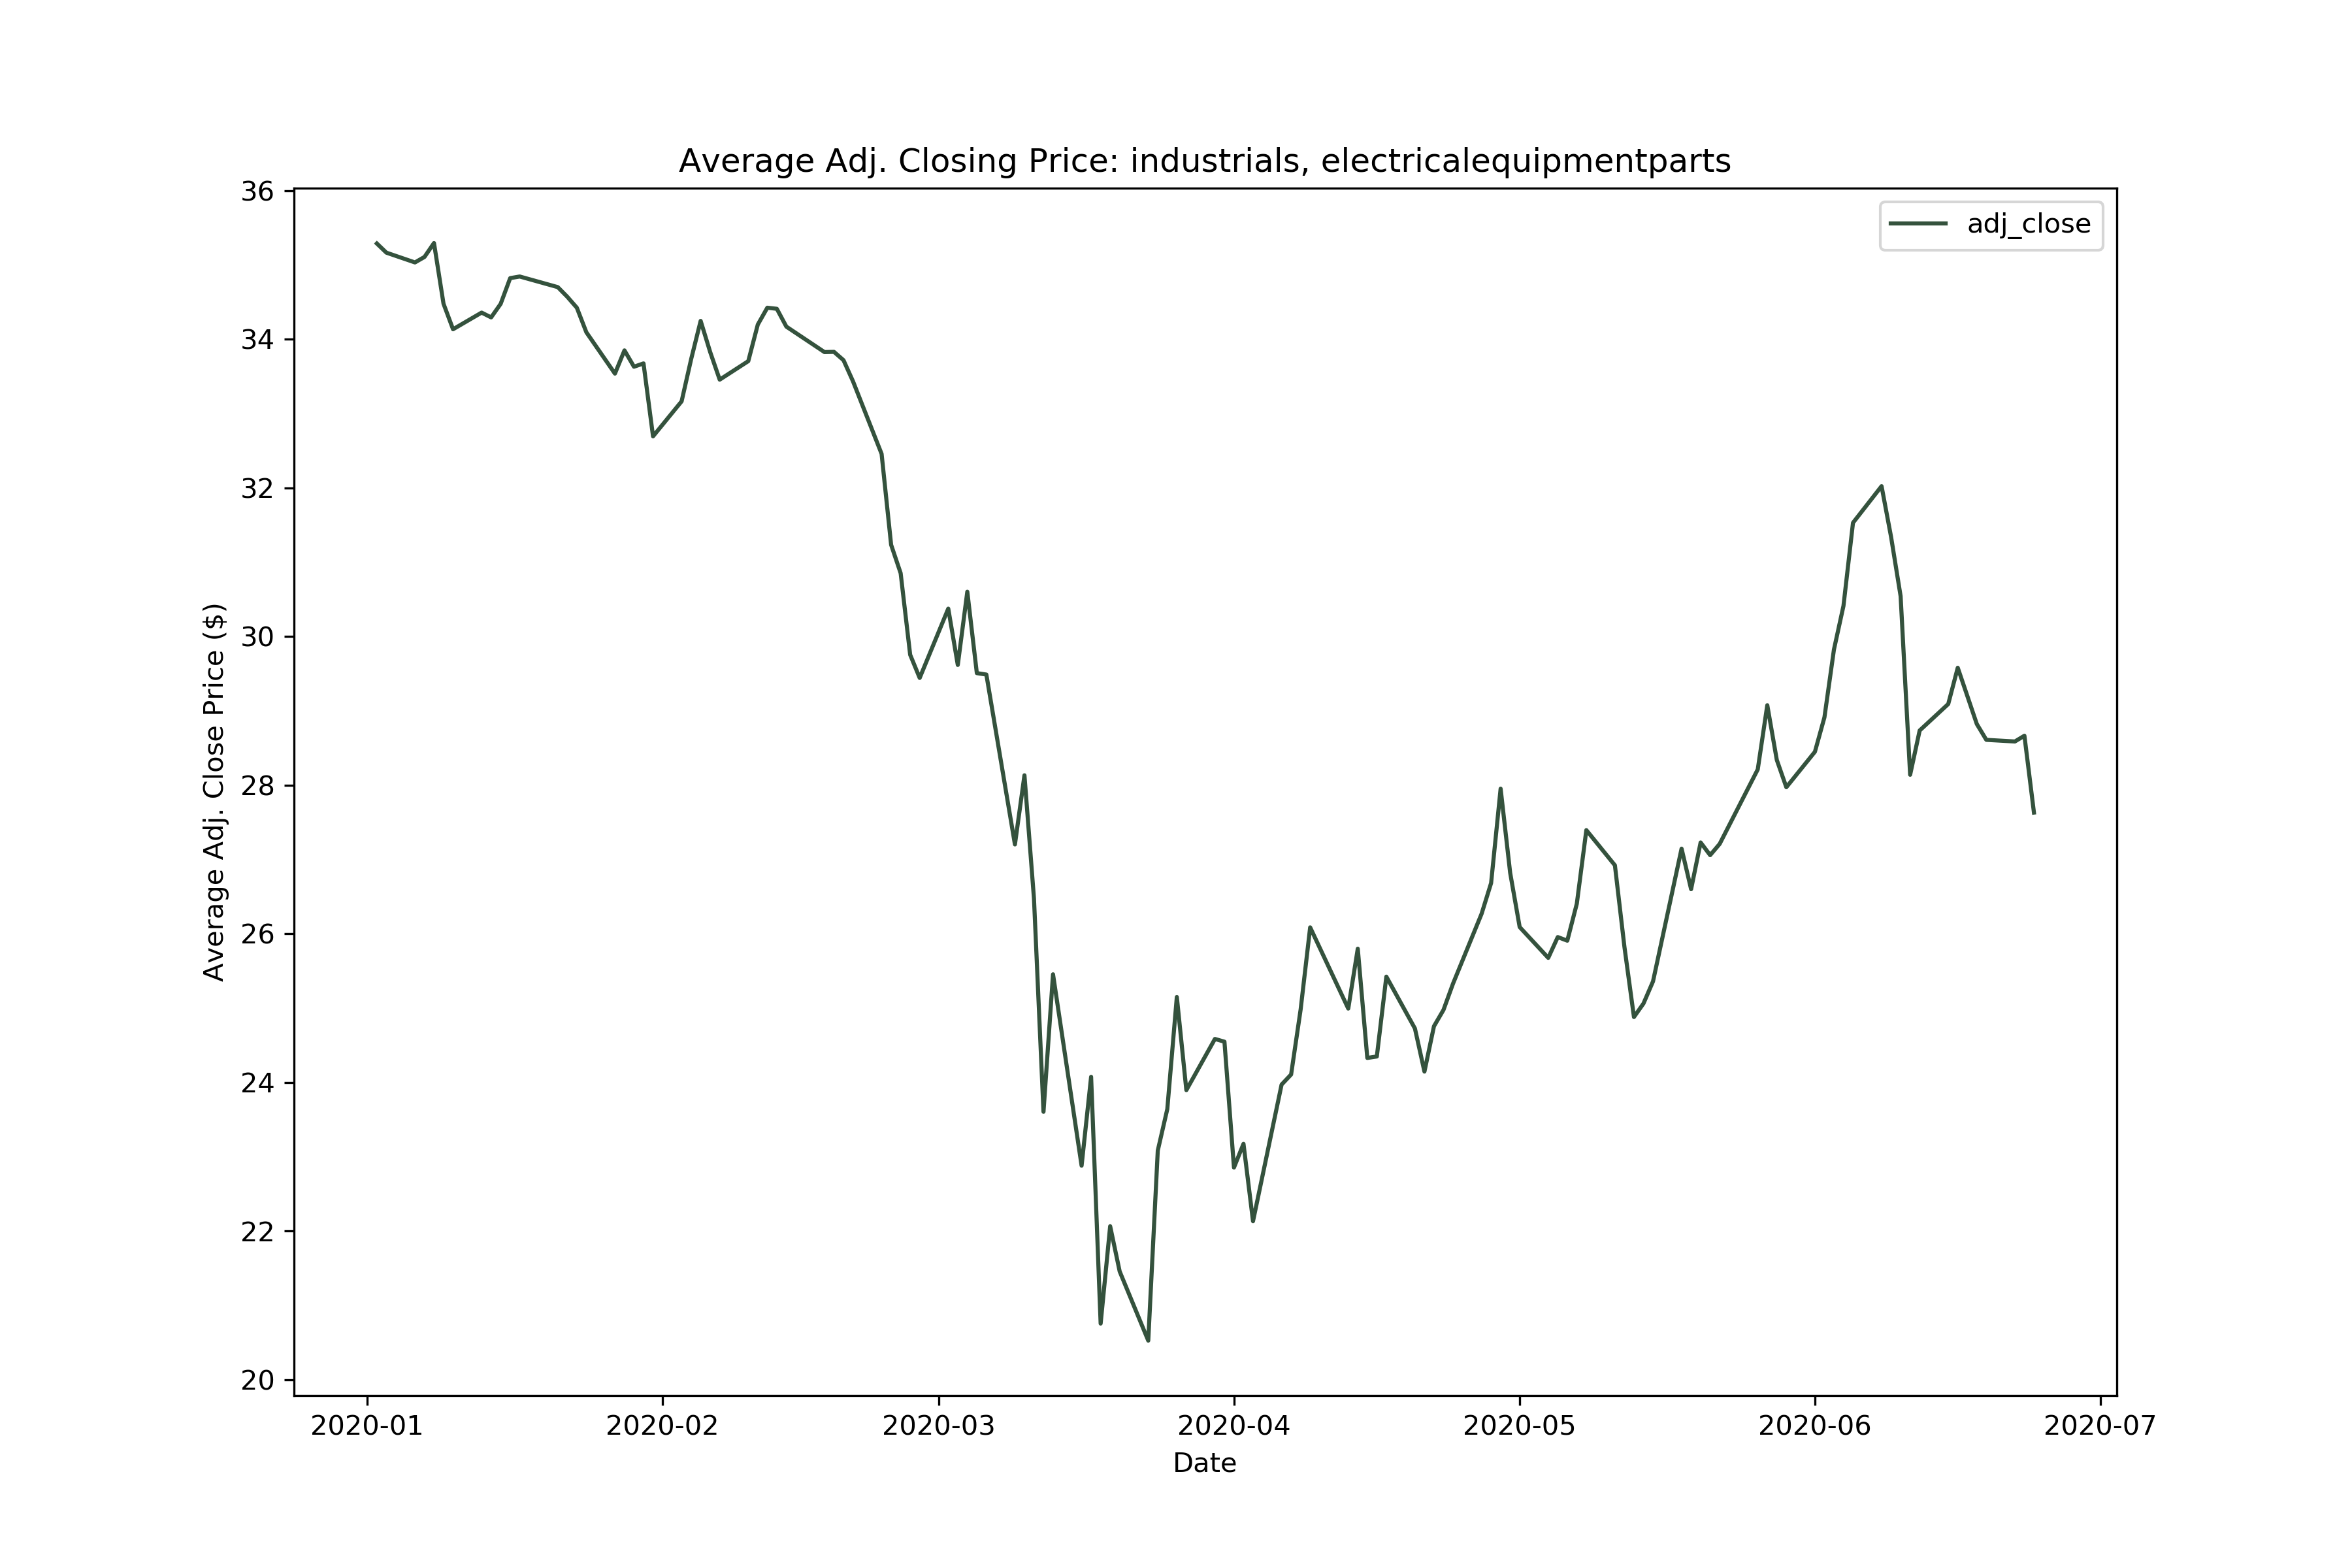 Average Adj. Closing Price: industrials, electricalequipmentparts
adj_close
Average Adj. Close Price ($)
36
34
32
30
28
26
24
22
20
2020-01 2020-02 2020-03 2020-04 2020-05 2020-06 2020-07
Date